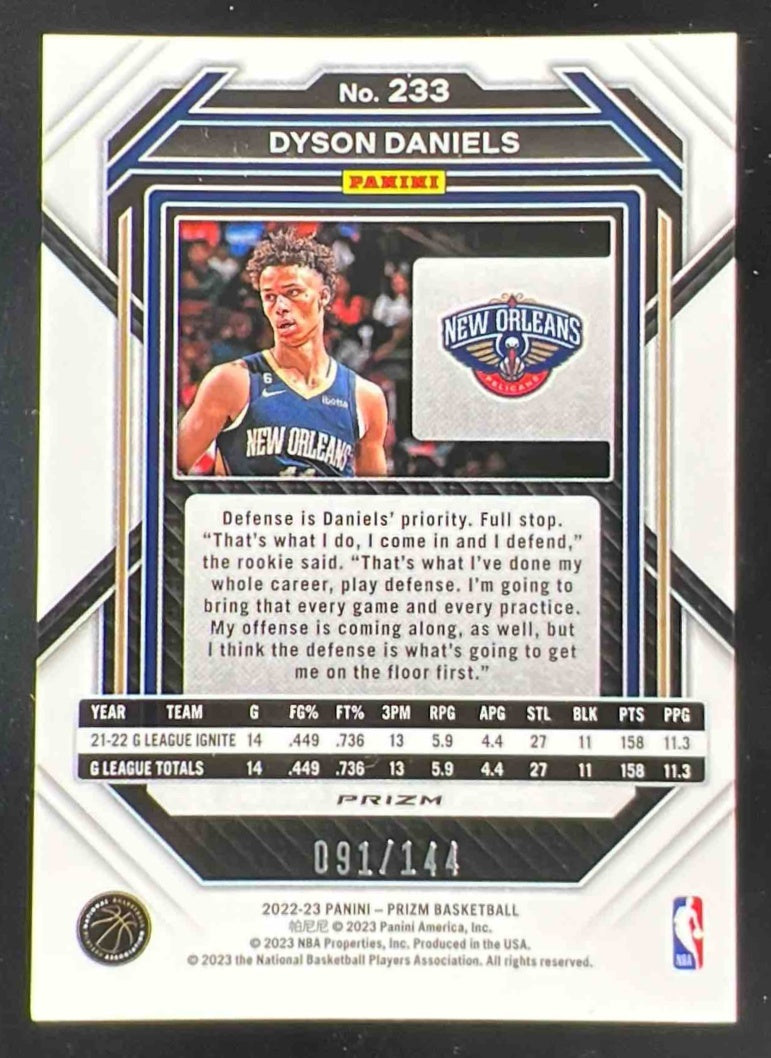 No. 233
DYSON DANIELS
PANINI
6
ibotta
NEW ORLEANS
NEW ORLEANS
PELICANS
Defense is Daniels' priority. Full stop.
“That's what I do, I come in and I defend,”
the rookie said. “That's what I've done my
whole career, play defense. I'm going to
bring that every game and every practice.
My offense is coming along, as well, but
I think the defense is what's going to get
me on the floor first.”
YEAR TEAM G FG% FT% 3PM RPG APG STL BLK PTS PPG
21-22 G LEAGUE IGNITE 14 .449 .736 13 5.9 4.4 27 11 158 11.3
G LEAGUE TOTALS 14 .449 .736 13 5.9 4.4 27 11 158 11.3
PRIZM
091/144
2022-23 PANINI – PRIZM BASKETBALL
帕尼尼 © 2023 Panini America, Inc.
© 2023 NBA Properties, Inc. Produced in the USA.
© 2023 the National Basketball Players Association. All rights reserved.
NATIONAL BASKETBALL
PLAYERS ASSOCIATION
NBA